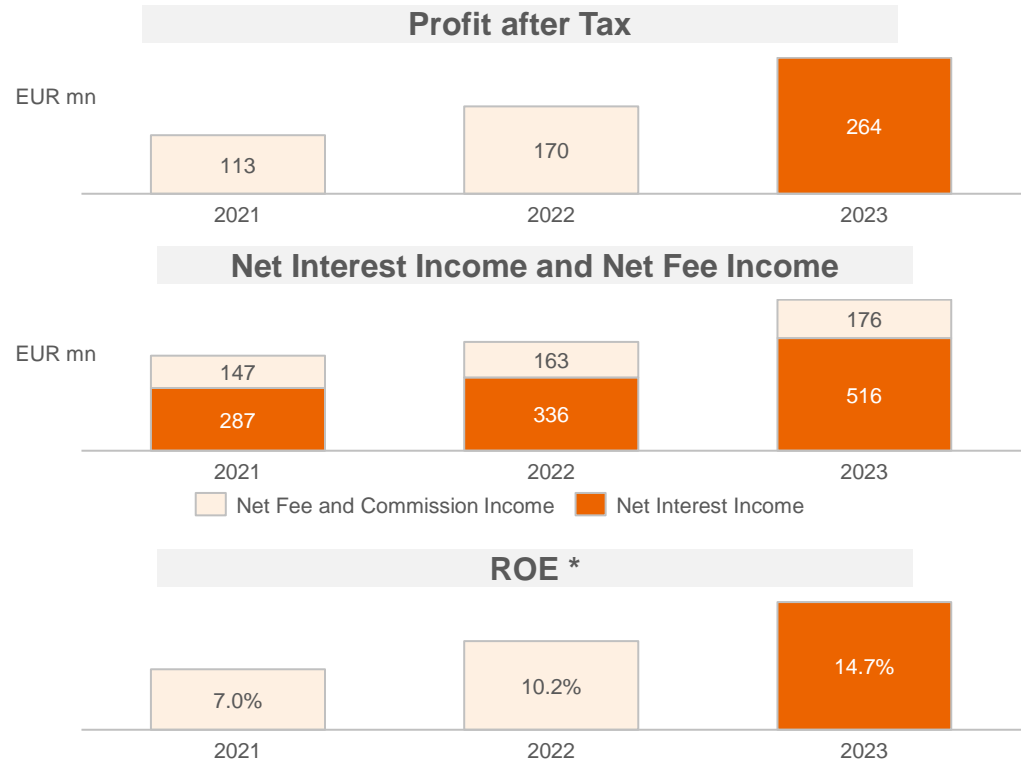 Profit after Tax
EUR mn
113
170
264
2021 2022 2023
Net Interest Income and Net Fee Income
EUR mn
147 163 176
287 336 516
2021 2022 2023
Net Fee and Commission Income Net Interest Income
ROE *
7.0% 10.2% 14.7%
2021 2022 2023